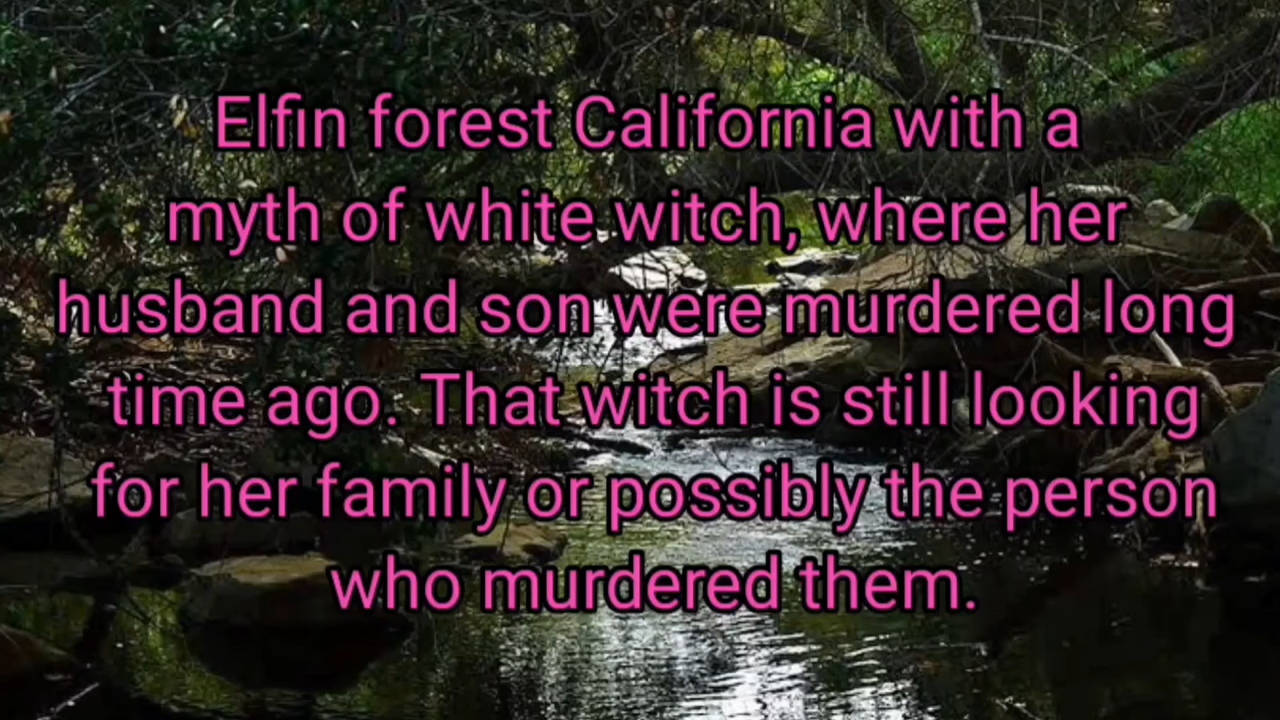 Elfin forest California with a
myth of white witch, where her
husband and son were murdered long
time ago. That witch is still looking
for her family or possibly the person
who murdered them.